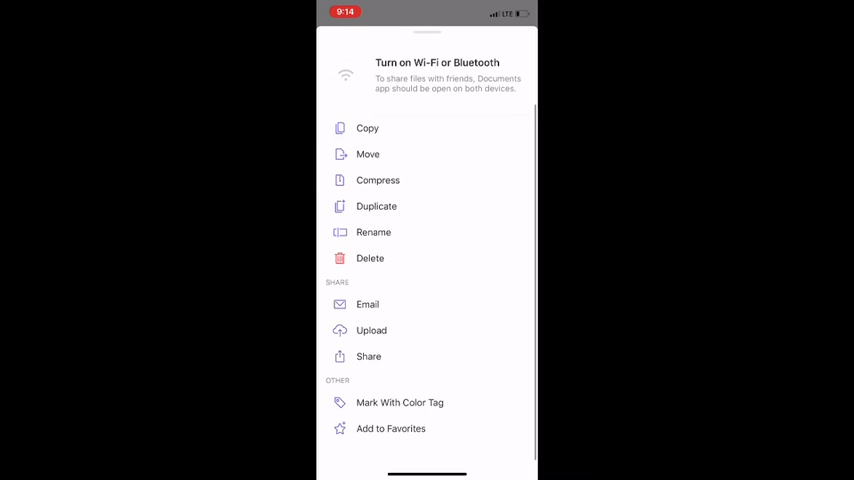 9:14
LTE
Turn on Wi-Fi or Bluetooth
To share files with friends, Documents
app should be open on both devices.
Copy
Move
Compress
Duplicate
Rename
Delete
SHARE
Email
Upload
Share
OTHER
Mark With Color Tag
Add to Favorites